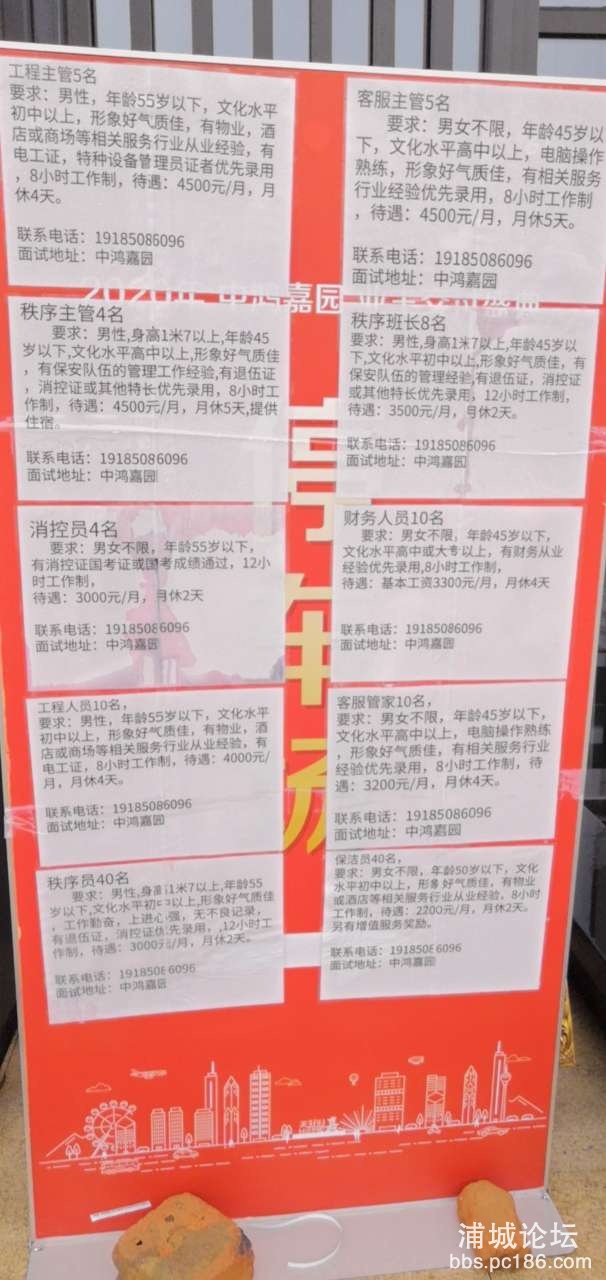 工程主管5名
要求：男性，年龄55岁以下，文化水平
初中以上，形象好气质佳，有物业，酒
店或商场等相关服务行业从业经验，有
电工证，特种设备管理员证者优先录用
，8小时工作制，待遇：4500元/月，月
休4天。
联系电话：19185086096
面试地址：中鸿嘉园
客服主管5名
要求：男女不限，年龄45岁以
下，文化水平高中以上，电脑操作
熟练，形象好气质佳，有相关服务
行业经验优先录用，8小时工作制
，待遇：4500元/月，月休5天。
联系电话：19185086096
面试地址：中鸿嘉园
2020年 中鸿嘉园
秩序主管4名
要求：男性,身高1米7以上,年龄45
岁以下,文化水平高中以上,形象好气质佳
，有保安队伍的管理工作经验,有退伍证
，消控证或其他特长优先录用，8小时工
作制，待遇：4500元/月，月休5天,提供
住宿。
联系电话：19185086096
面试地址：中鸿嘉园
秩序班长8名
要求：男性,身高1米7以上,年龄45岁
以下,文化水平初中以上,形象好气质佳，有
保安队伍的管理经验,有退伍证，消控证
或其他特长优先录用，12小时工作制，
待遇：3500元/月，月休2天。
联系电话：19185086096
面试地址：中鸿嘉园
消控员4名
要求：男女不限，年龄55岁以下，
有消控证国考证或国考成绩通过，12小
时工作制，
待遇：3000元/月，月休2天
联系电话：19185086096
面试地址：中鸿嘉园
财务人员10名
要求：男女不限，年龄45岁以下，
文化水平高中或大专以上，有财务从业
经验优先录用,8小时工作制，
待遇：基本工资3300元/月，月休4天
联系电话：19185086096
面试地址：中鸿嘉园
工程人员10名，
要求：男性，年龄55岁以下，文化水平
初中以上，形象好气质佳，有物业，酒
店或商场等相关服务行业从业经验，有
电工证，8小时工作制，待遇：4000元/
月，月休4天。
联系电话：19185086096
面试地址：中鸿嘉园
客服管家10名，
要求：男女不限，年龄45岁以下，
文化水平高中以上，电脑操作熟练，
，形象好气质佳，有相关服务行业
经验优先录用，8小时工作制，待
遇：3200元/月，月休4天。
联系电话：19185086096
面试地址：中鸿嘉园
秩序员40名
要求：男性,身高1米7以上,年龄55
岁以下,文化水平初中以上,形象好气质佳
，工作勤奋，上进心强，无不良记录，
有退伍证，消控证优先录用，,12小时工
作制，待遇：3000元/月，月休2天。
联系电话：19185086096
面试地址：中鸿嘉园
保洁员40名，
要求：男女不限，年龄50岁以下，文化
水平初中以上，形象好气质佳，有物业
或酒店等相关服务行业从业经验，8小时
工作制，待遇：2200元/月，月休2天。
另有增值服务奖励。
联系电话：19185086096
面试地址：中鸿嘉园
浦城论坛
bbs.pc186.com